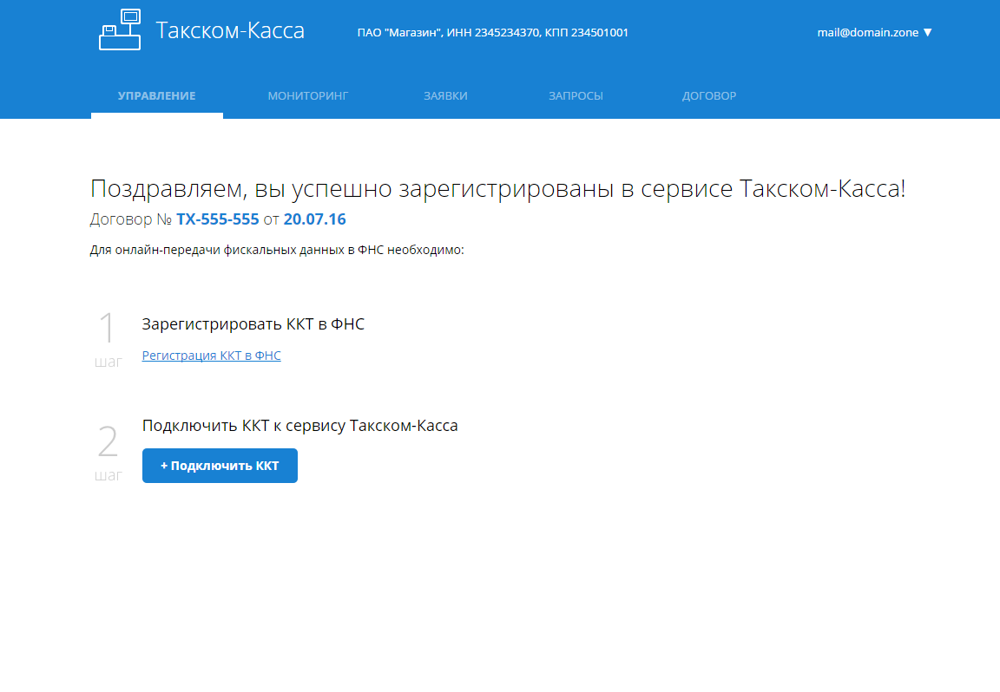 Такском-Касса
ПАО "Магазин", ИНН 2345234370, КПП 234501001
mail@domain.zone ▼
УПРАВЛЕНИЕ
МОНИТОРИНГ
ЗАЯВКИ
ЗАПРОСЫ
ДОГОВОР
Поздравляем, вы успешно зарегистрированы в сервисе Такском-Касса!
Договор № ТХ-555-555 от 20.07.16
Для онлайн-передачи фискальных данных в ФНС необходимо:
1
шаг
Зарегистрировать ККТ в ФНС
Регистрация ККТ в ФНС
2
шаг
Подключить ККТ к сервису Такском-Касса
+ Подключить ККТ